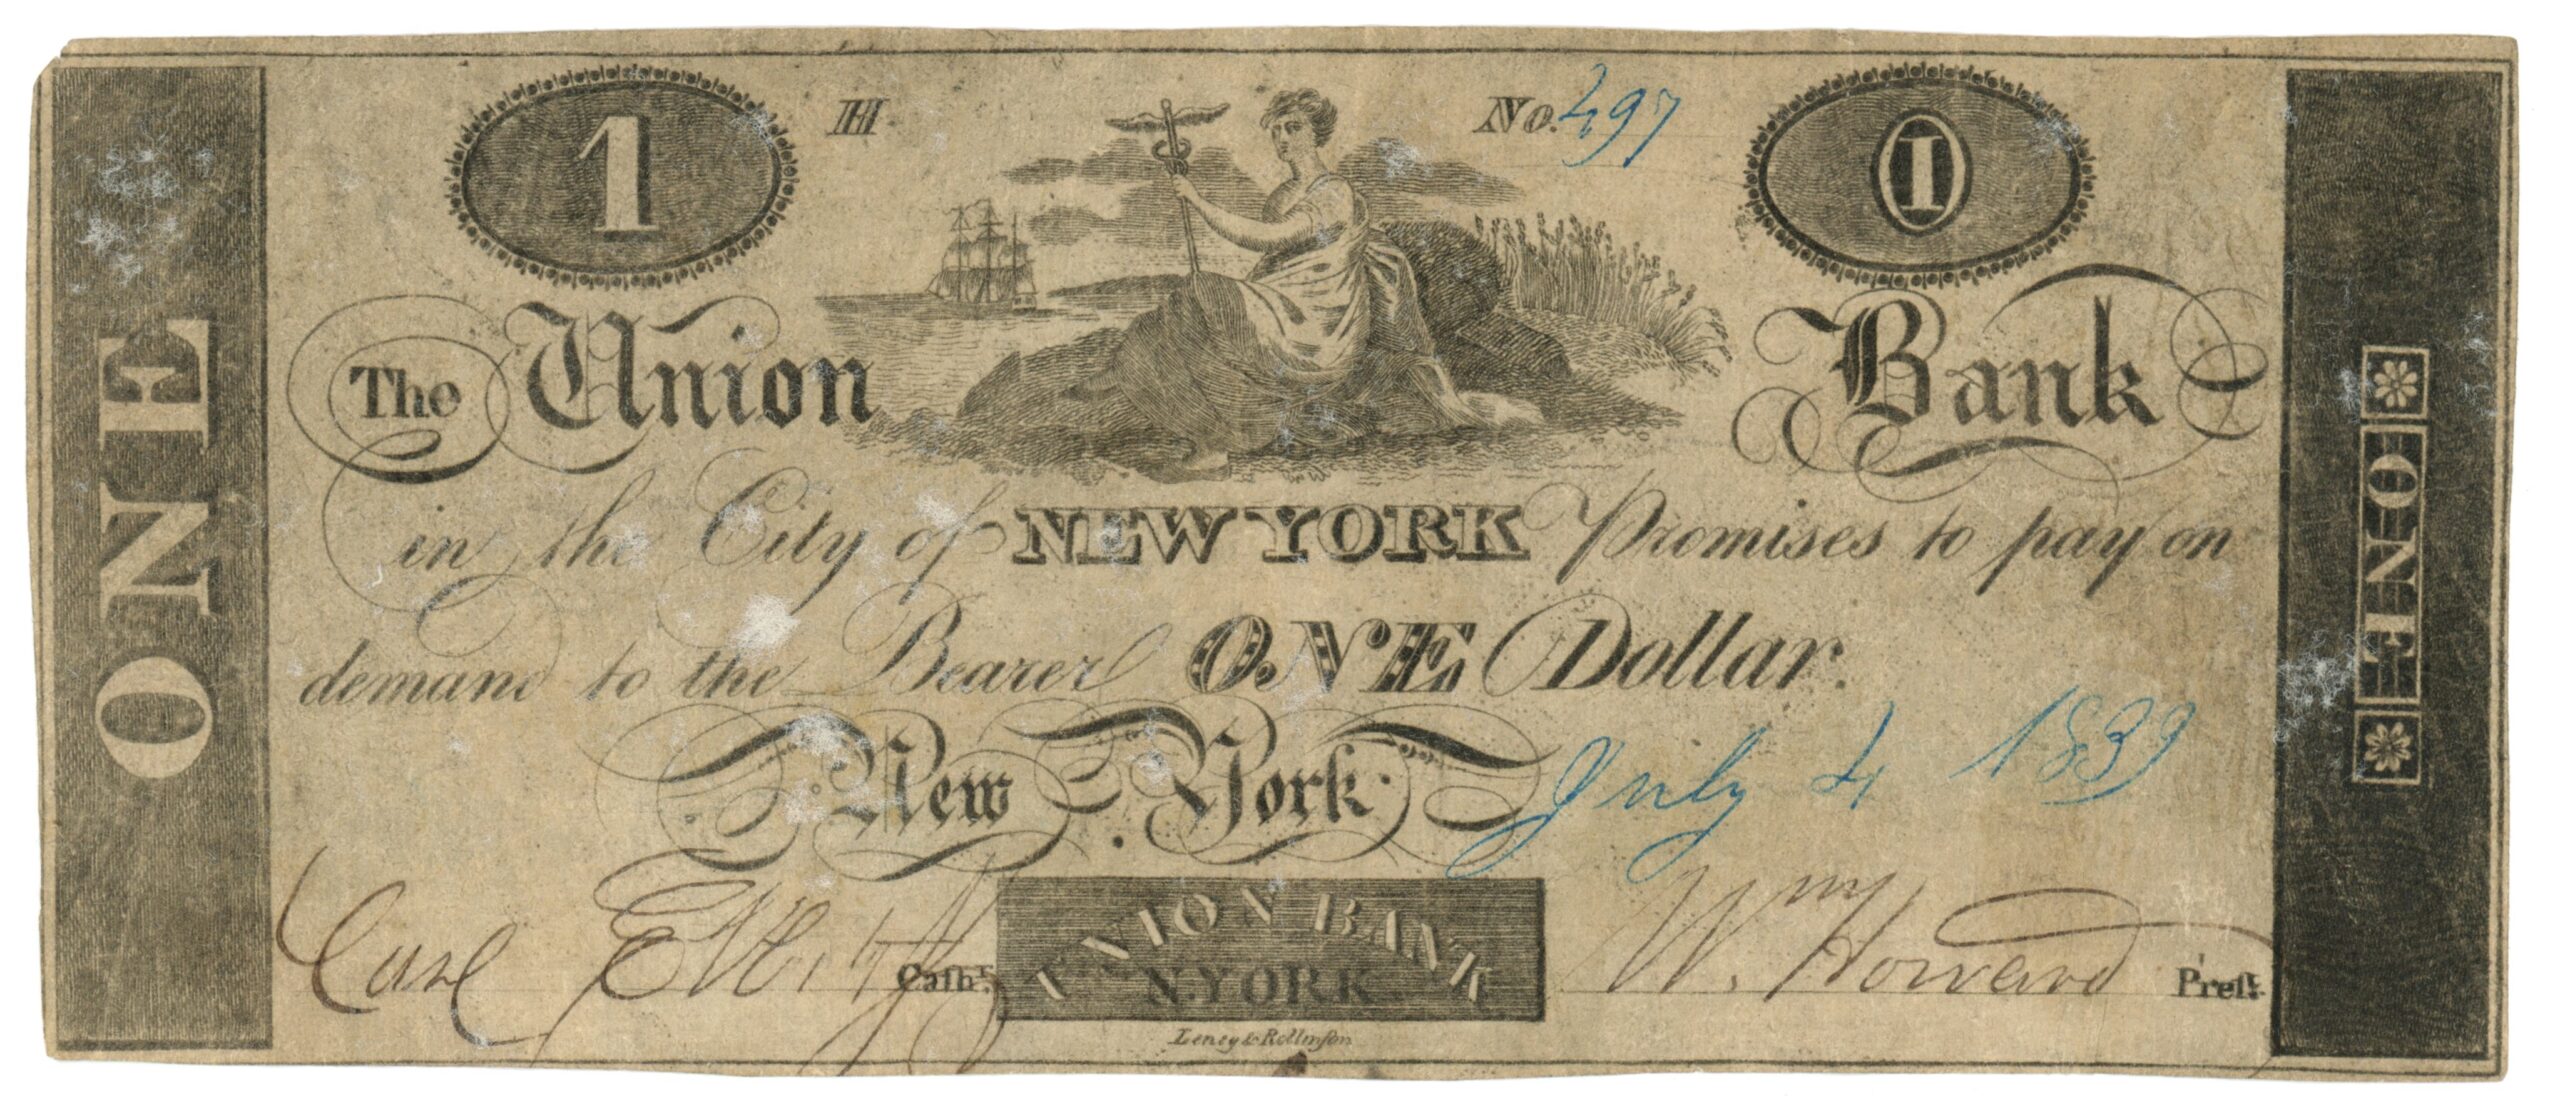 ONE
1
H
No. 497
I
The Union Bank
in the City of NEW YORK Promises to pay on
demand to the Bearer ONE Dollar.
New York July 4 1839
Cashr.
UNION BANK
N.YORK.
Wm Howard Prest.
Leney & Rollinson
ONE